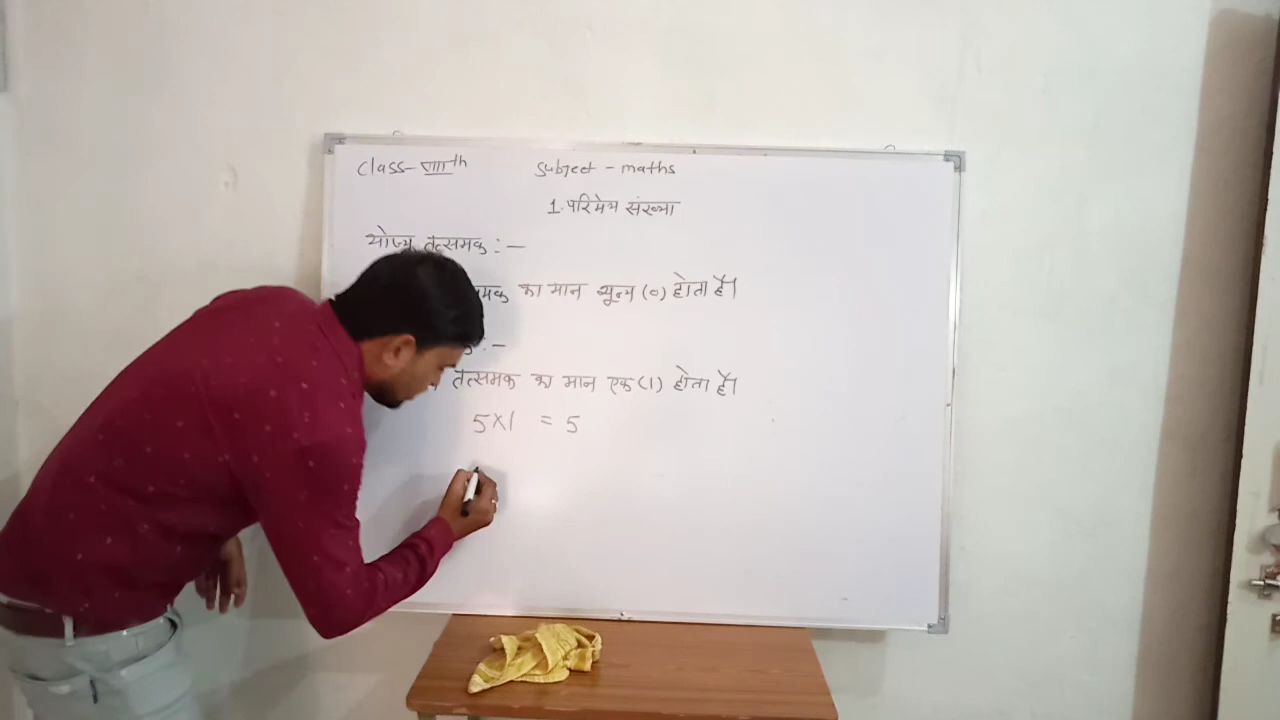 Class- VIIIth Subject - maths
1. परिमेय संख्या
योज्य तत्समक : —
का मान शून्य (0) होता है।
: —
तत्समक का मान एक (1) होता है।
5×1 = 5